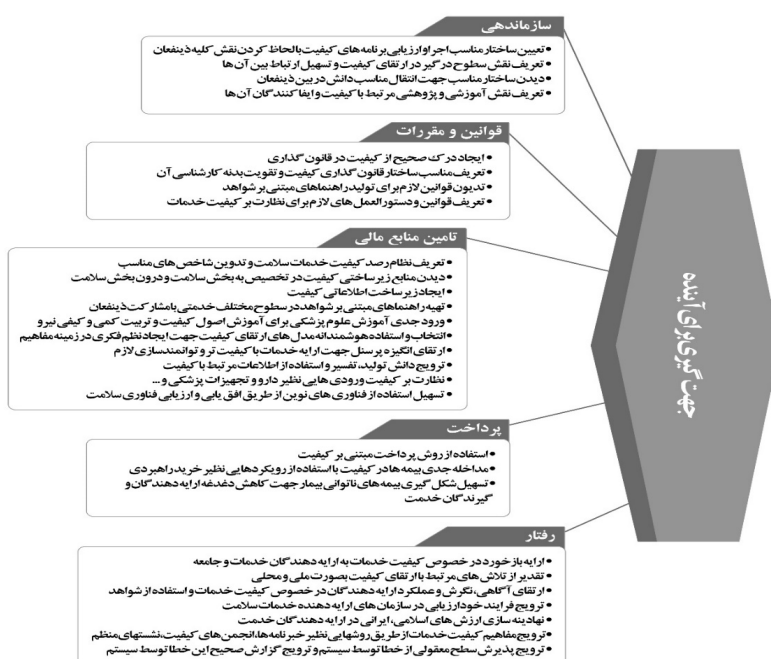 جهت گیری برای آینده
سازماندهی
•تعیین ساختار مناسب اجرا و ارزیابی برنامه های کیفیت بالحاظ کردن نقش کلیه ذینفعان
•تعریف نقش سطوح درگیر در ارتقای کیفیت و تسهیل ارتباط بین آن ها
•دیدن ساختار مناسب جهت انتقال مناسب دانش در بین ذینفعان
•تعریف نقش آموزشی و پژوهشی مرتبط با کیفیت و ایفا کنندگان آن ها
قوانین و مقررات
•ایجاد درک صحیح از کیفیت در قانون گذاری
•تعریف مناسب ساختار قانون گذاری کیفیت و تقویت بدنه کارشناسی آن
•تدیون قوانین لازم برای تولید راهنماهای مبتنی بر شواهد
•تعریف قوانین و دستورالعمل های لازم برای نظارت بر کیفیت خدمات
تامین منابع مالی
•تعریف نظام رصد کیفیت خدمات سلامت و تدوین شاخص های مناسب
•دیدن منابع زیرساختی کیفیت در تخصیص به بخش سلامت و درون بخش سلامت
•ایجاد زیرساخت اطلاعاتی کیفیت
•تهیه راهنماهای مبتنی بر شواهد در سطوح مختلف خدمتی با مشارکت ذینفعان
•ورود جدی آموزش علوم پزشکی برای آموزش اصول کیفیت و تربیت کمی و کیفی نیرو
•انتخاب و استفاده هوشمندانه مدل های ارتقای کیفیت جهت ایجاد نظم فکری در زمینه مفاهیم
•ارتقای انگیزه پرسنل جهت ارایه خدمات با کیفیت تر و توانمندسازی لازم
•ترویج دانش تولید، تفسیر و استفاده از اطلاعات مرتبط با کیفیت
•نظارت بر کیفیت ورودی هایی نظیر دارو و تجهیزات پزشکی و ...
•تسهیل استفاده از فناوری های نوین از طریق افق یابی و ارزیابی فناوری سلامت
پرداخت
•استفاده از روش پرداخت مبتنی بر کیفیت
•مداخله جدی بیمه ها در کیفیت با استفاده از رویکردهایی نظیر خرید راهبردی
•تسهیل شکل گیری بیمه های ناتوانی بیمار جهت کاهش دغدغه ارایه دهندگان و
گیرندگان خدمت
رفتار
•ارایه بازخورد در خصوص کیفیت خدمات به ارایه دهندگان خدمات و جامعه
•تقدیر از تلاش های مرتبط با ارتقای کیفیت بصورت ملی و محلی
•ارتقای آگاهی، نگرش و عملکرد ارایه دهندگان در خصوص کیفیت خدمات و استفاده از شواهد
•ترویج فرایند خودارزیابی در سازمان های ارایه دهنده خدمات سلامت
•نهادینه سازی ارزش های اسلامی، ایرانی در ارایه دهندگان خدمت
•ترویج مفاهیم کیفیت خدمات از طریق روشهایی نظیر خبرنامه ها، انجمن های کیفیت، نشستهای منظم
•ترویج پذیرش سطح معقولی از خطا توسط سیستم و ترویج گزارش صحیح این خطا توسط سیستم